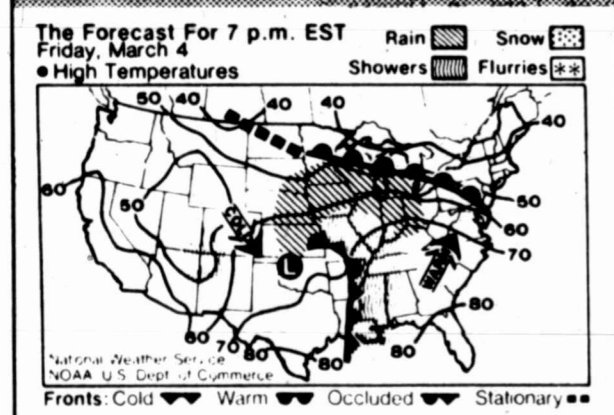 The Forecast For 7 p.m. EST
Friday, March 4
Rain
Snow
High Temperatures
Showers
Flurries
50 40 40 40 40
60
50
50
60
70
COLD
L
WARM
80
60 70 80 80 80
National Weather Service
NOAA U S Dept of Commerce
Fronts: Cold Warm Occluded Stationary